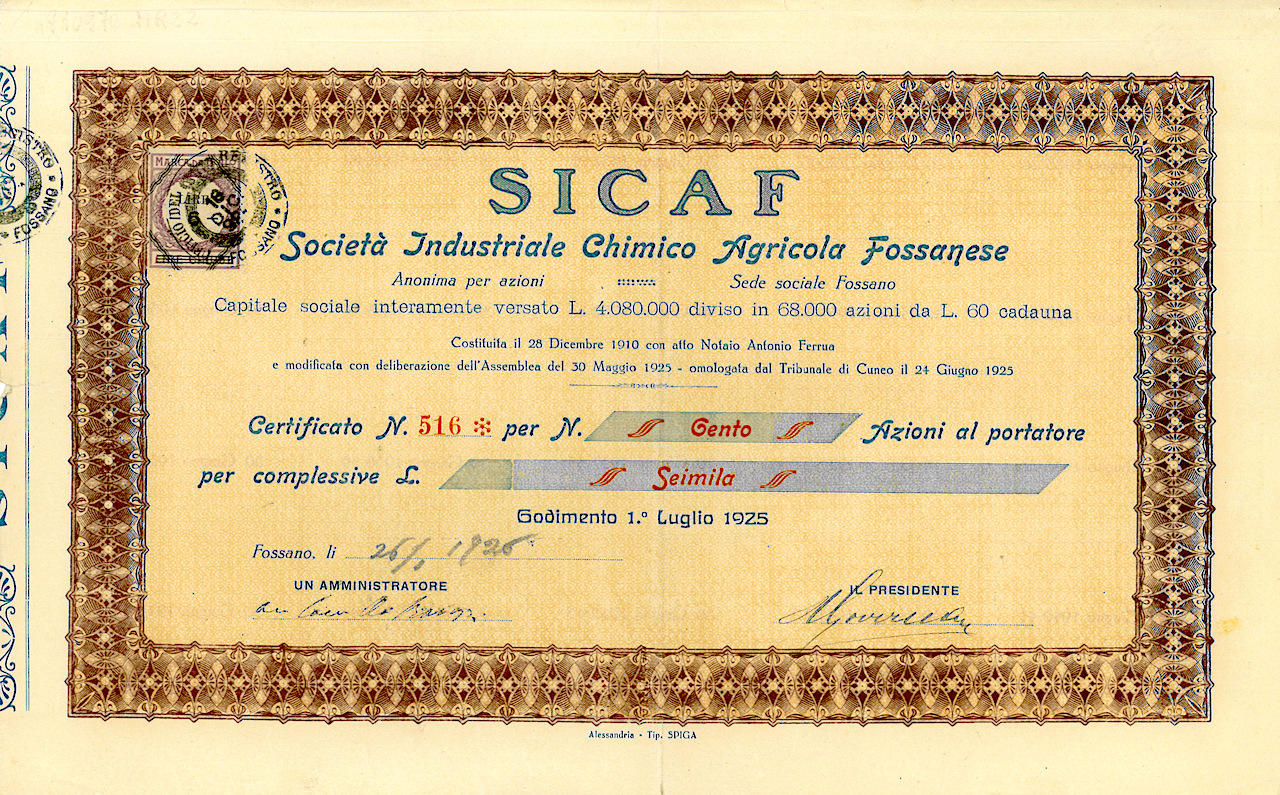 SICAF
Società Industriale Chimico Agricola Fossanese
Anonima per azioni Sede sociale Fossano
Capitale sociale interamente versato L. 4.080.000 diviso in 68.000 azioni da L. 60 cadauna
Costituita il 28 Dicembre 1910 con atto Notaio Antonio Ferrua
e modificata con deliberazione dell'Assemblea del 30 Maggio 1925 - omologata dal Tribunale di Cuneo il 24 Giugno 1925
Certificato N. 516 * per N. Cento Azioni al portatore
per complessive L. Seimila
Godimento 1.° Luglio 1925
Fossano. li 1926
UN AMMINISTRATORE IL PRESIDENTE
Alessandria - Tip. SPIGA
FOSSANO